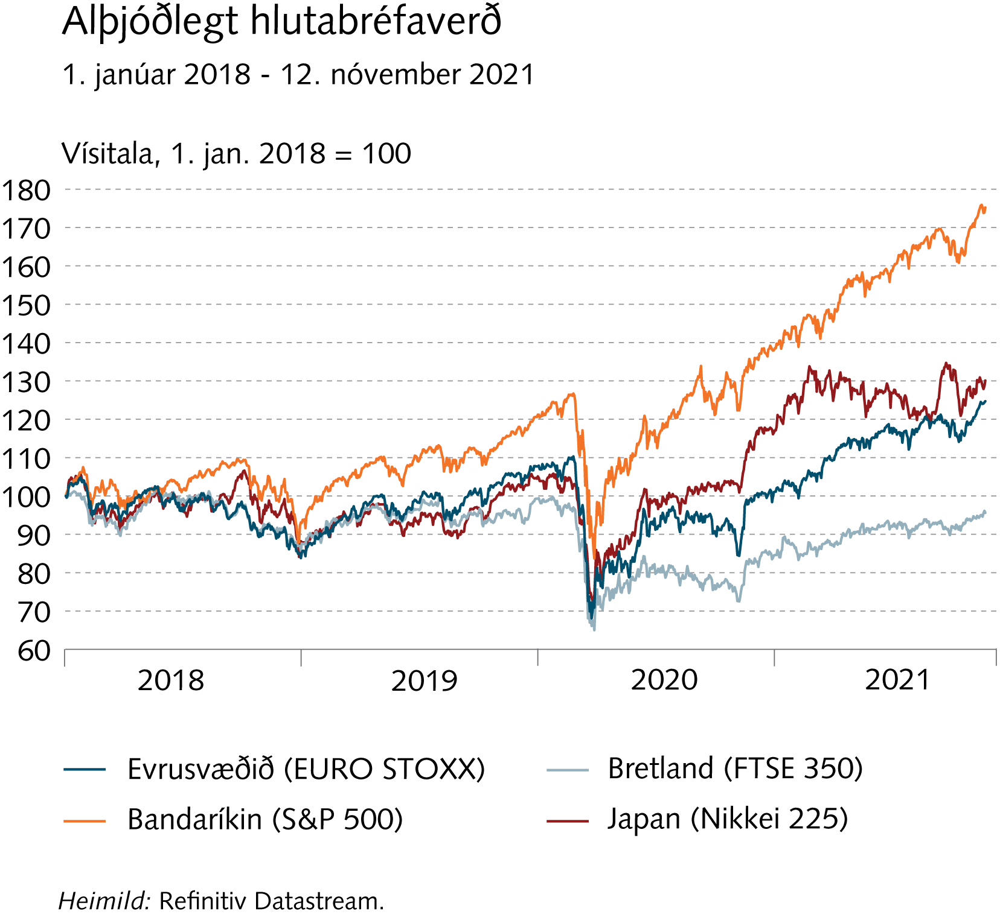 Alþjóðlegt hlutabréfaverð
1. janúar 2018 - 12. nóvember 2021
Vísitala, 1. jan. 2018 = 100
180
170
160
150
140
130
120
110
100
90
80
70
60
2018 2019 2020 2021
Evrusvæðið (EURO STOXX) Bretland (FTSE 350)
Bandaríkin (S&P 500) Japan (Nikkei 225)
Heimild: Refinitiv Datastream.